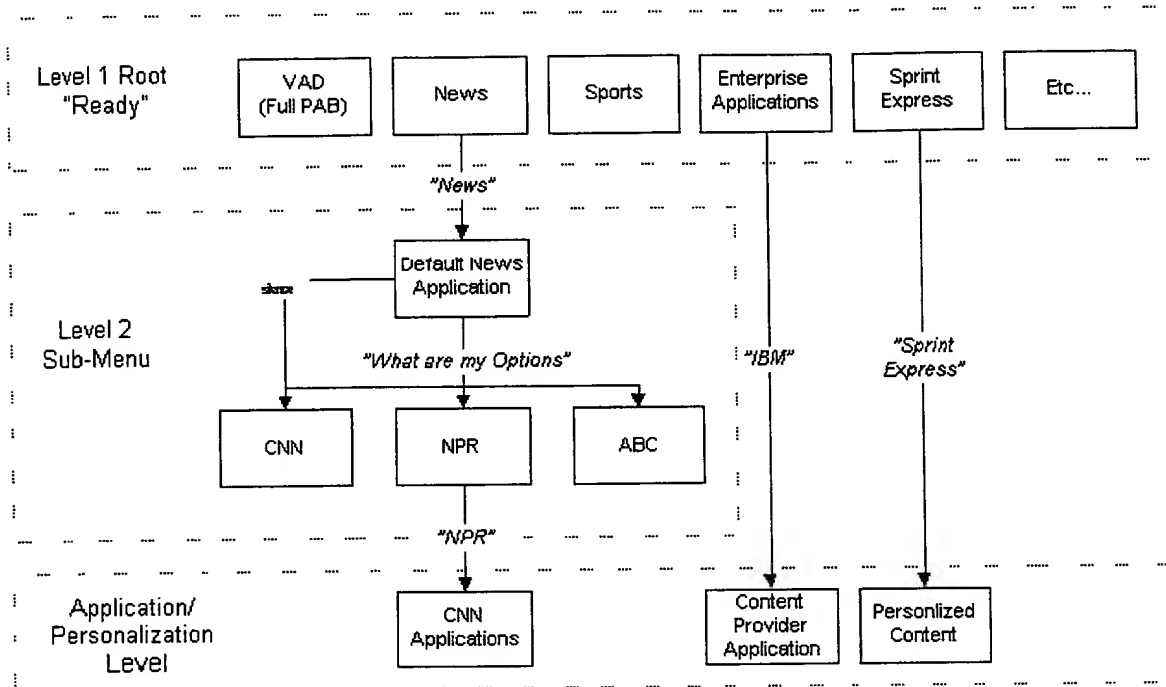 Level 1 Root
"Ready"
VAD
(Full PAB)
News
Sports
Enterprise
Applications
Sprint
Express
Etc...
"News"
Default News
Application
Level 2
Sub-Menu
"What are my Options"
"IBM"
"Sprint
Express"
CNN
NPR
ABC
"NPR"
Application/
Personalization
Level
CNN
Applications
Content
Provider
Application
Personlized
Content